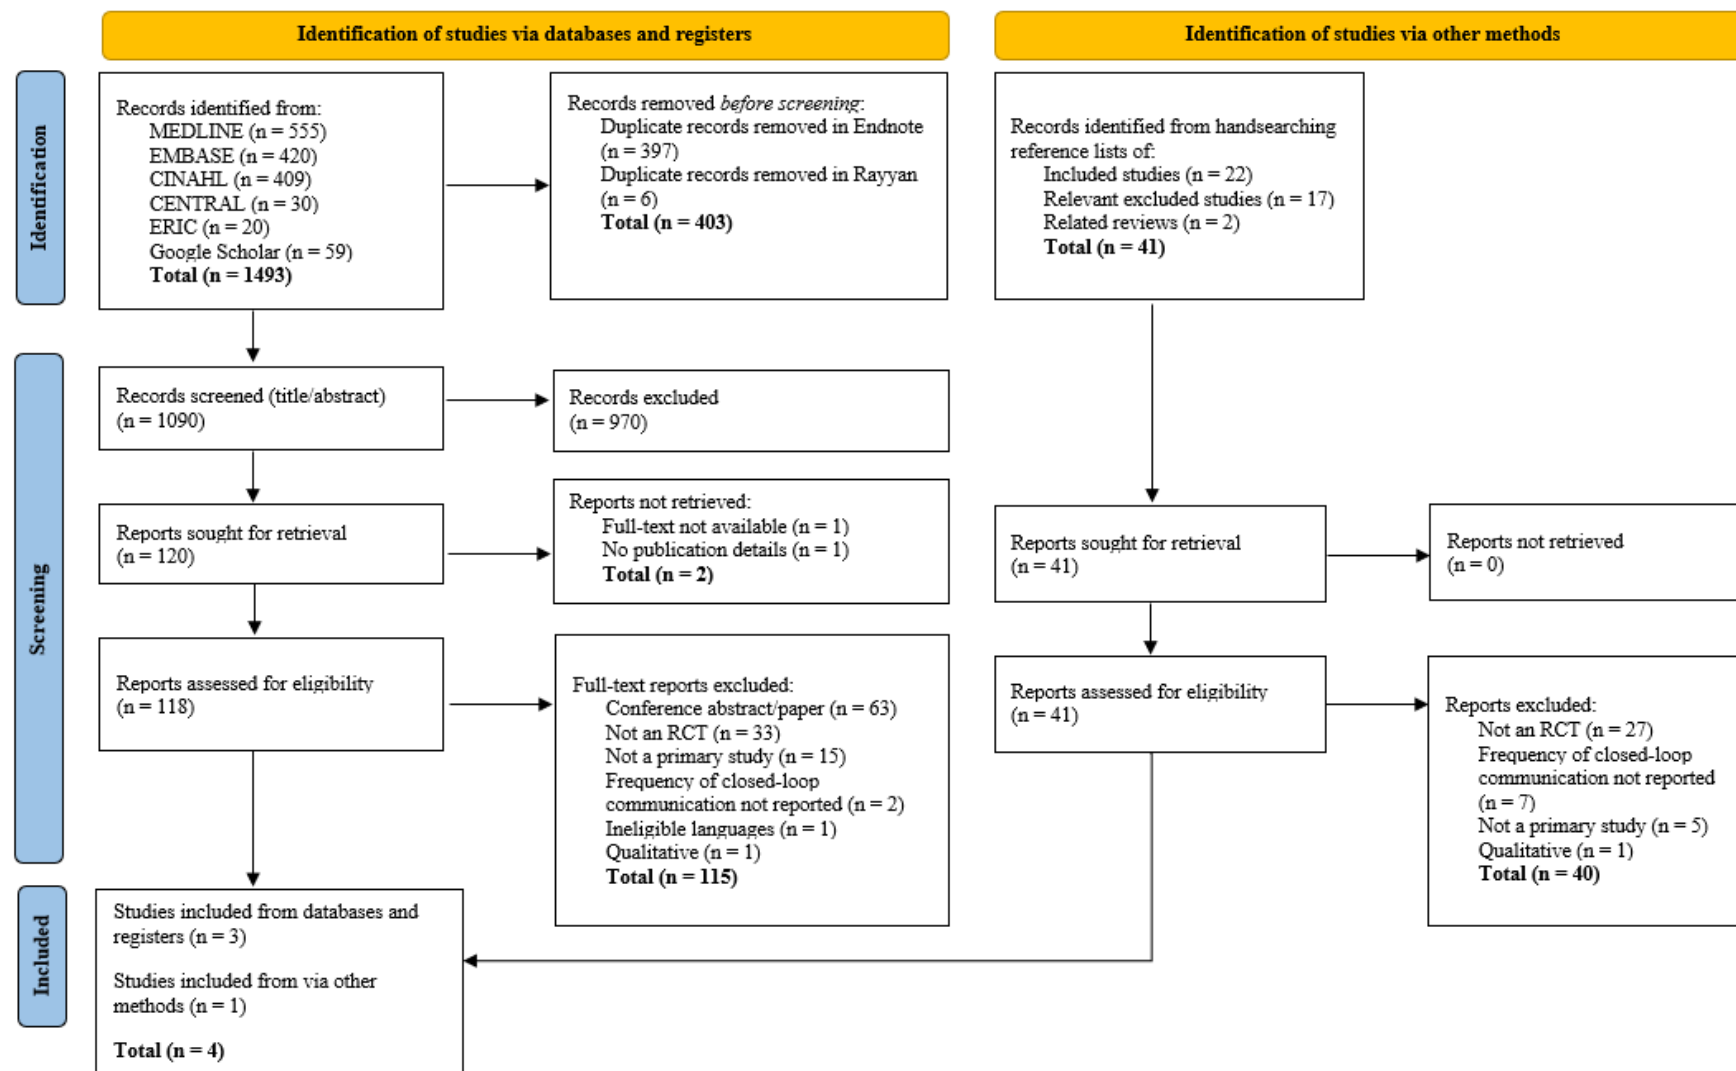 Identification of studies via databases and registers
Identification of studies via other methods
Identification
Records identified from:
MEDLINE (n = 555)
EMBASE (n = 420)
CINAHL (n = 409)
CENTRAL (n = 30)
ERIC (n = 20)
Google Scholar (n = 59)
Total (n = 1493)
Records removed before screening:
Duplicate records removed in Endnote
(n = 397)
Duplicate records removed in Rayyan
(n = 6)
Total (n = 403)
Records identified from handsearching
reference lists of:
Included studies (n = 22)
Relevant excluded studies (n = 17)
Related reviews (n = 2)
Total (n = 41)
Screening
Records screened (title/abstract)
(n = 1090)
Records excluded
(n = 970)
Reports sought for retrieval
(n = 120)
Reports not retrieved:
Full-text not available (n = 1)
No publication details (n = 1)
Total (n = 2)
Reports sought for retrieval
(n = 41)
Reports not retrieved
(n = 0)
Reports assessed for eligibility
(n = 118)
Full-text reports excluded:
Conference abstract/paper (n = 63)
Not an RCT (n = 33)
Not a primary study (n = 15)
Frequency of closed-loop
communication not reported (n = 2)
Ineligible languages (n = 1)
Qualitative (n = 1)
Total (n = 115)
Reports assessed for eligibility
(n = 41)
Reports excluded:
Not an RCT (n = 27)
Frequency of closed-loop
communication not reported
(n = 7)
Not a primary study (n = 5)
Qualitative (n = 1)
Total (n = 40)
Included
Studies included from databases and
registers (n = 3)
Studies included from via other
methods (n = 1)
Total (n = 4)